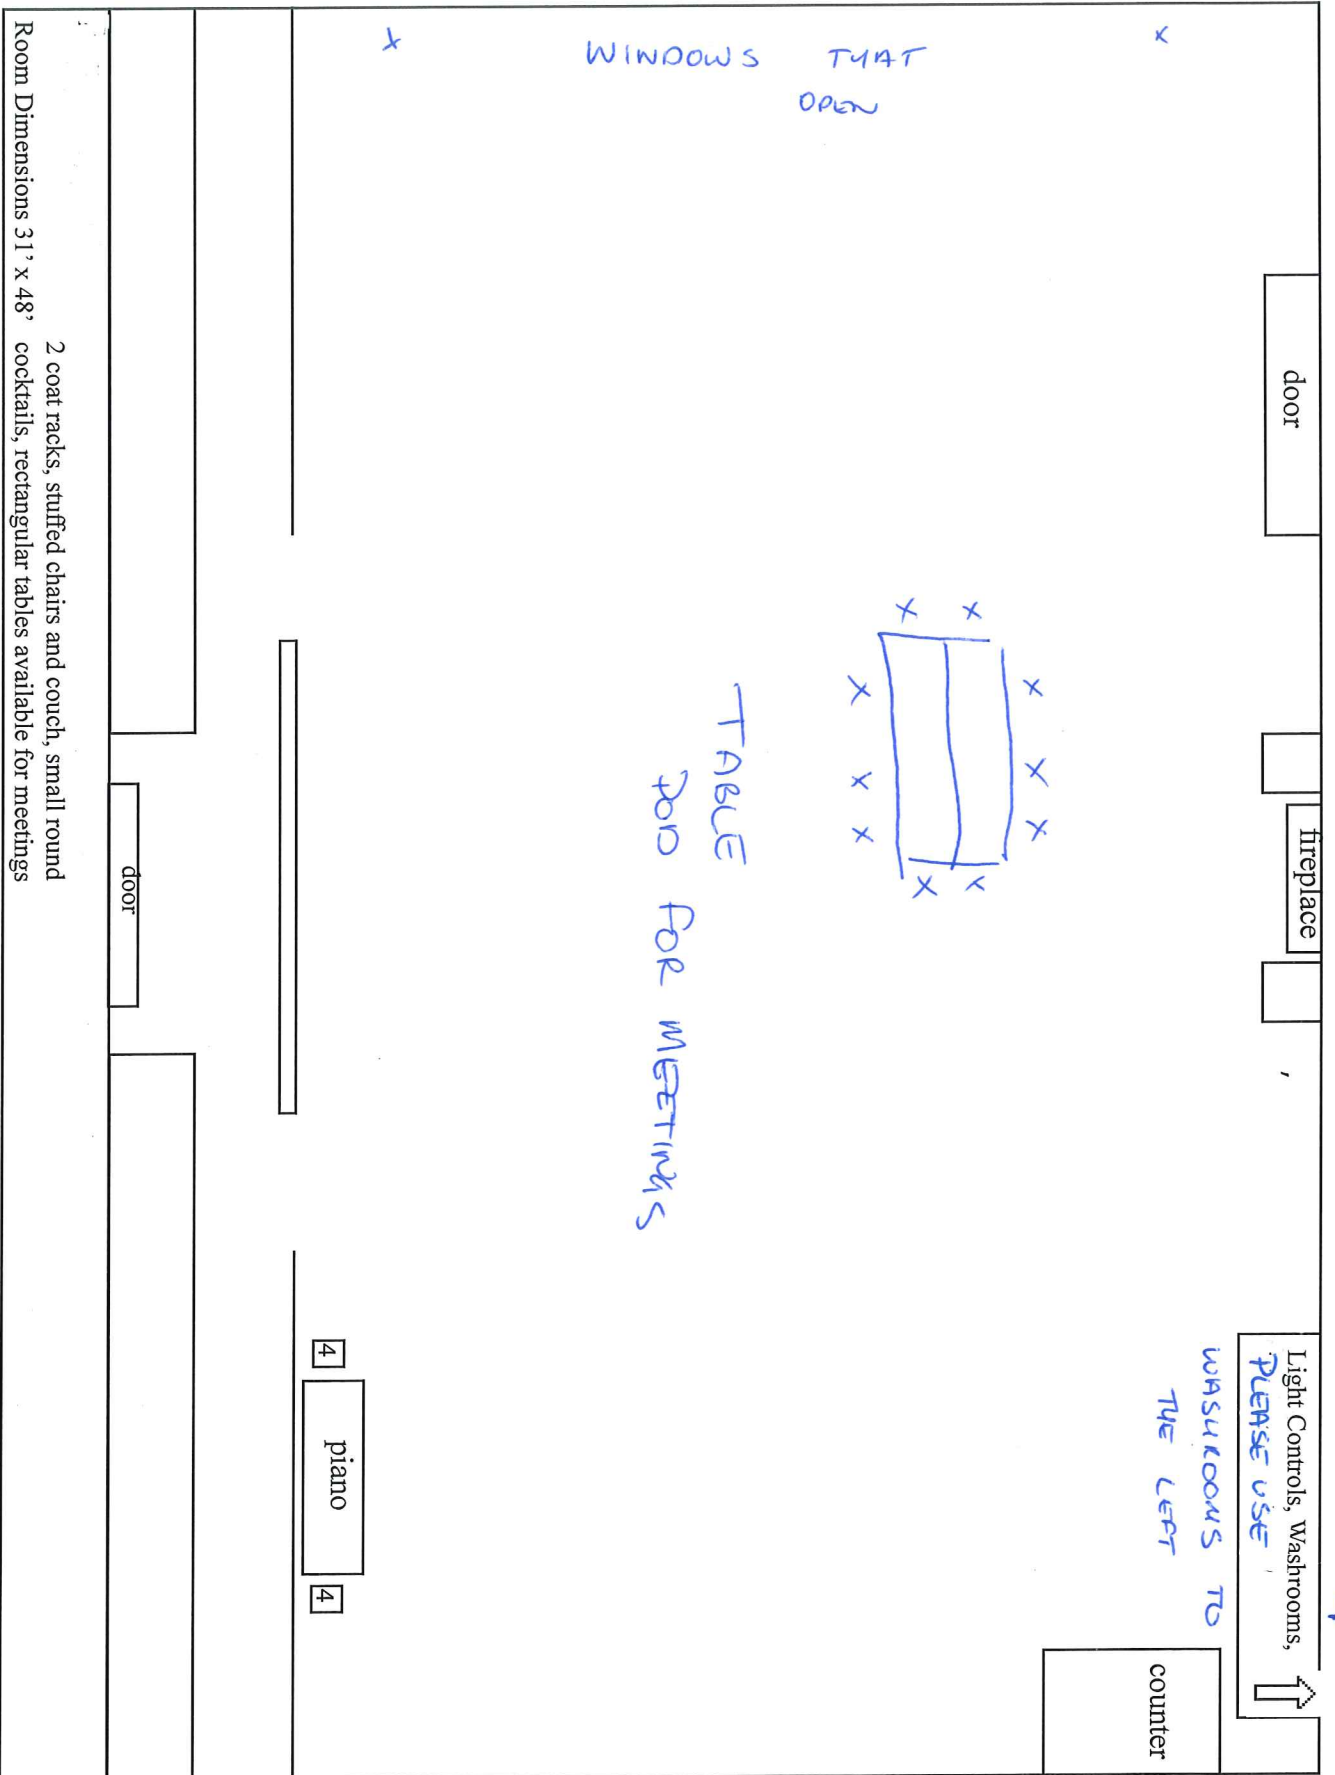 WINDOWS THAT
OPEN
x
x
door
fireplace
Light Controls, Washrooms,
PLEASE USE
WASHROOMS TO
THE LEFT
counter
x x x
x x
x x
x x x
TABLE
POD FOR MEETINGS
4
piano
4
door
2 coat racks, stuffed chairs and couch, small round
Room Dimensions 31' x 48' cocktails, rectangular tables available for meetings